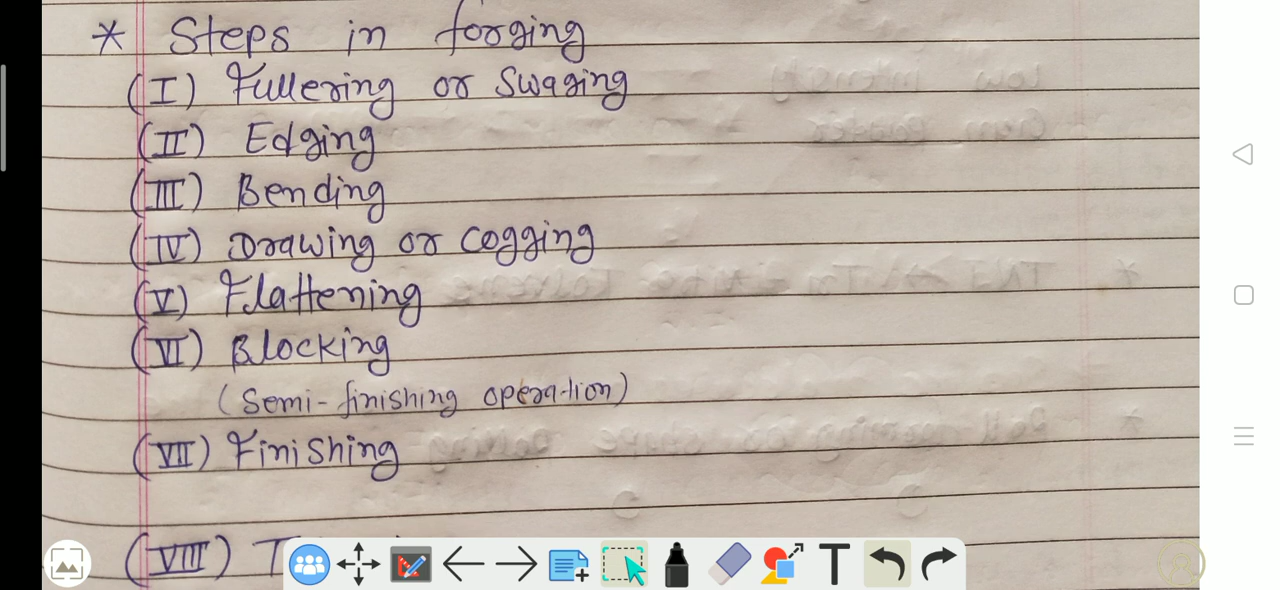 * Steps in forging
(I) Fullering or Swaging
(II) Edging
(III) Bending
(IV) Drawing or Cogging
(V) Flattening
(VI) Blocking
(Semi-finishing operation)
(VII) Finishing
(VIII)
T